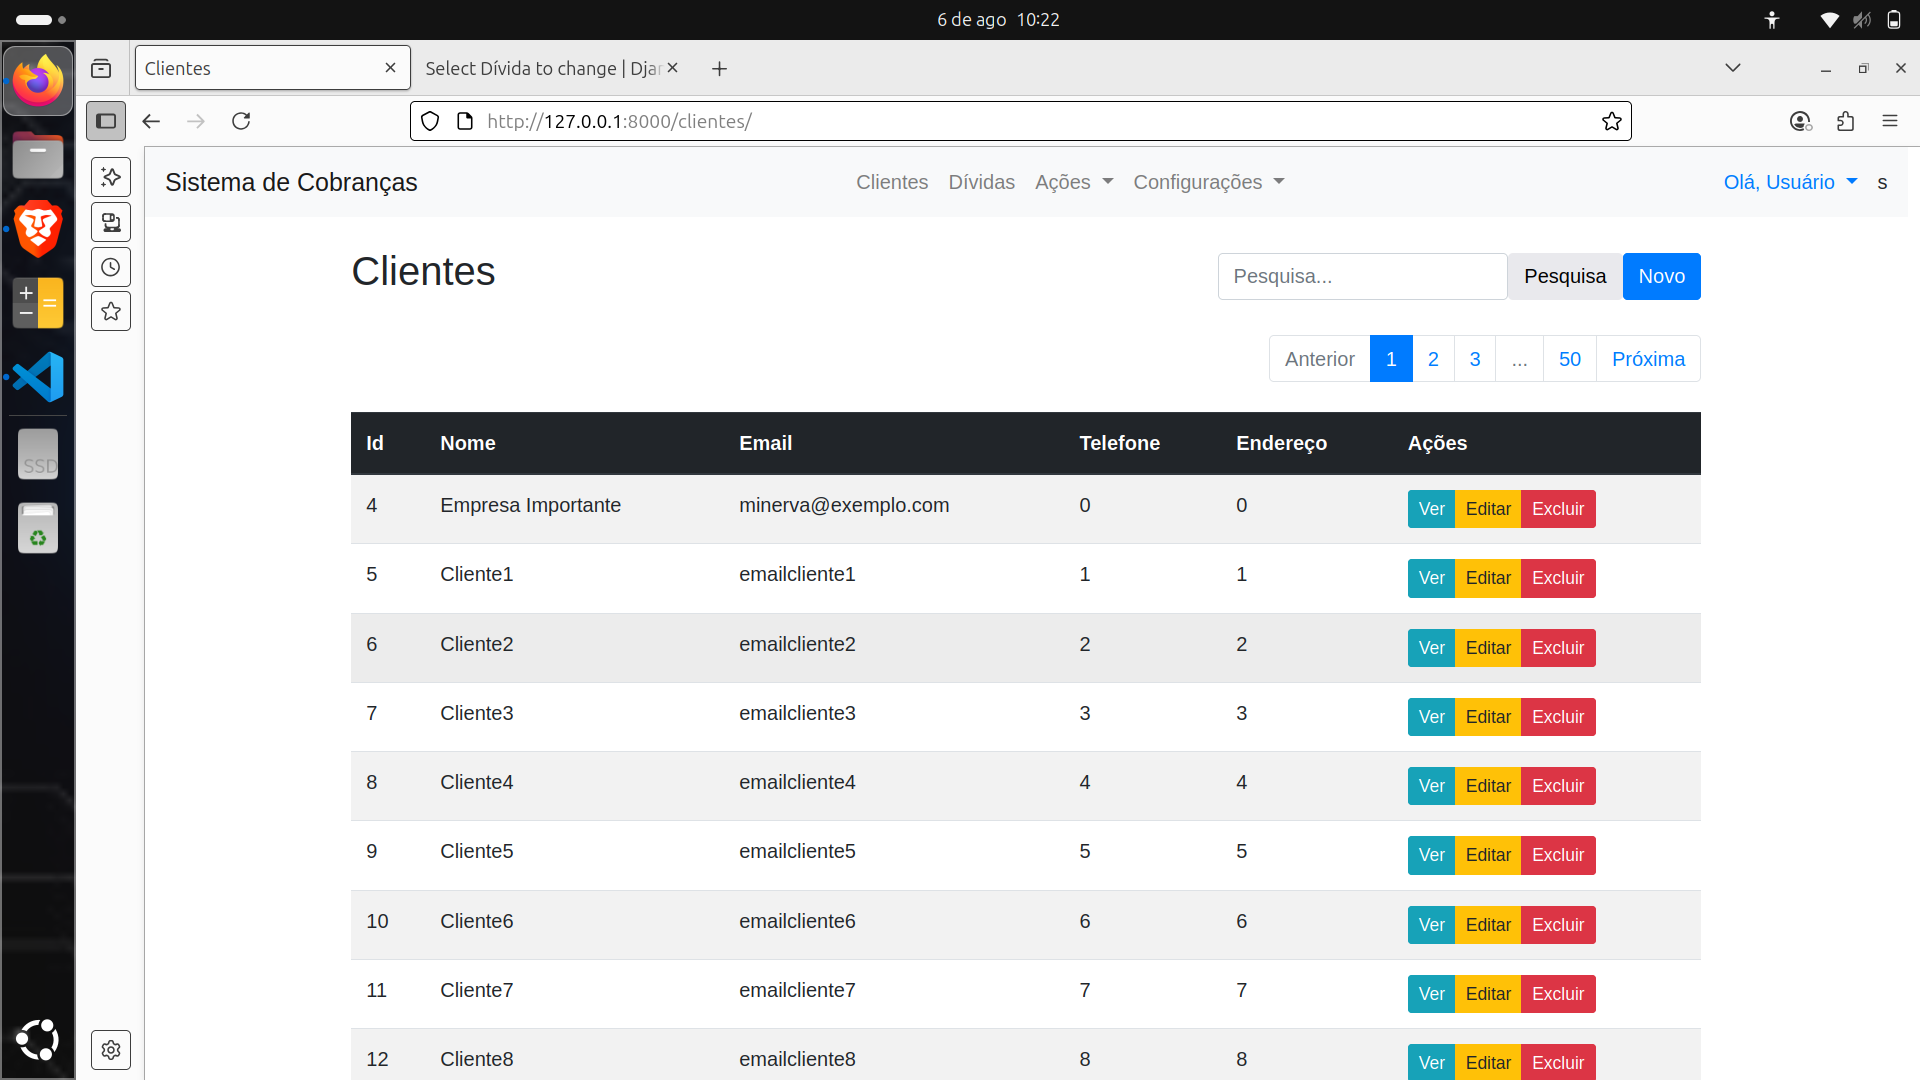 6 de ago 10:22
Clientes
Select Dívida to change | Djar
http://127.0.0.1:8000/clientes/
Sistema de Cobranças Clientes Dívidas Ações Configurações Olá, Usuário s
Clientes
Pesquisa... Pesquisa Novo
Anterior 1 2 3 ... 50 Próxima
Id Nome Email Telefone Endereço Ações
4 Empresa Importante minerva@exemplo.com 0 0 Ver Editar Excluir
5 Cliente1 emailcliente1 1 1 Ver Editar Excluir
6 Cliente2 emailcliente2 2 2 Ver Editar Excluir
7 Cliente3 emailcliente3 3 3 Ver Editar Excluir
8 Cliente4 emailcliente4 4 4 Ver Editar Excluir
9 Cliente5 emailcliente5 5 5 Ver Editar Excluir
10 Cliente6 emailcliente6 6 6 Ver Editar Excluir
11 Cliente7 emailcliente7 7 7 Ver Editar Excluir
12 Cliente8 emailcliente8 8 8 Ver Editar Excluir
SSD